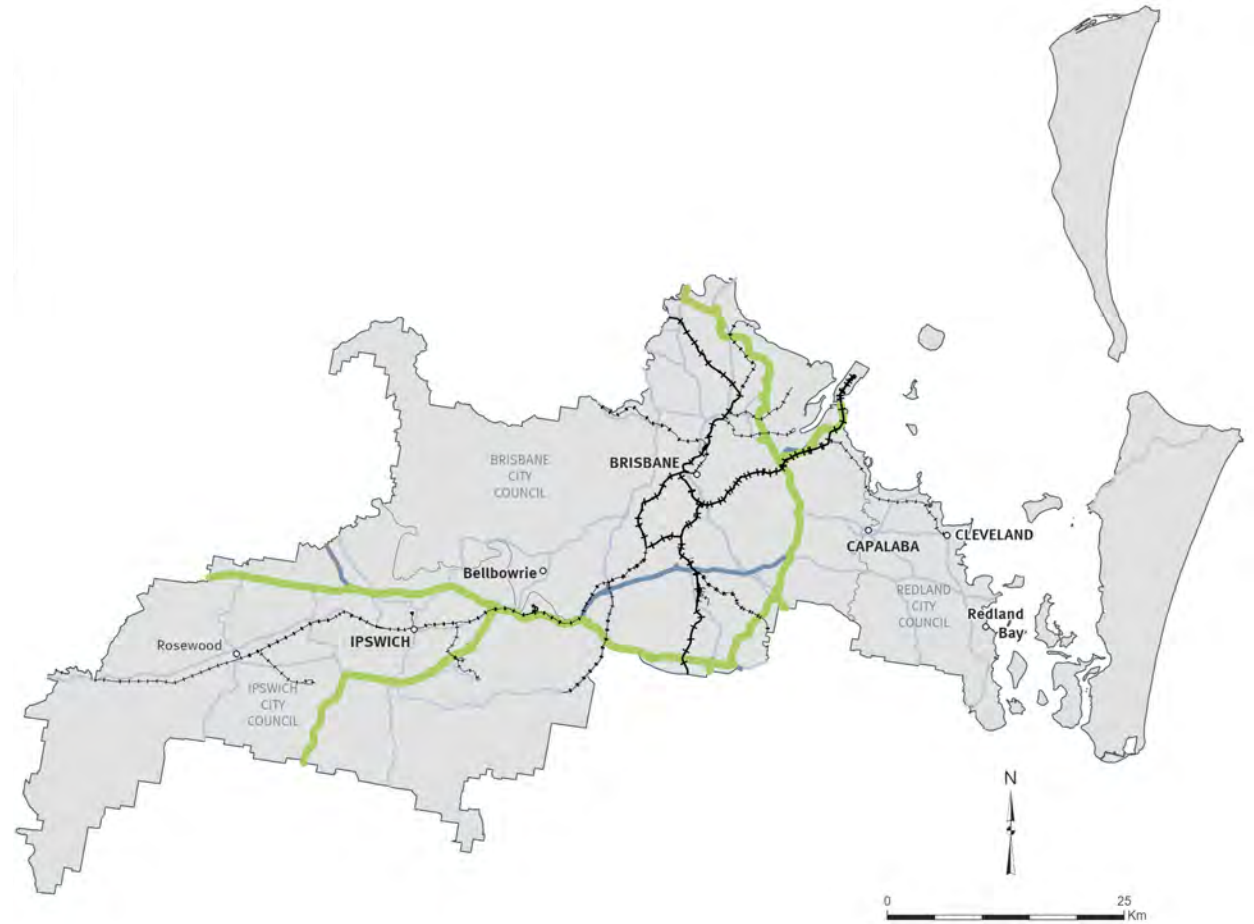 BRISBANE
CITY
COUNCIL
BRISBANE
CAPALABA
CLEVELAND
Bellbowrie
REDLAND
CITY
COUNCIL
Redland
Bay
Rosewood
IPSWICH
IPSWICH
CITY
COUNCIL
N
0
25
Km